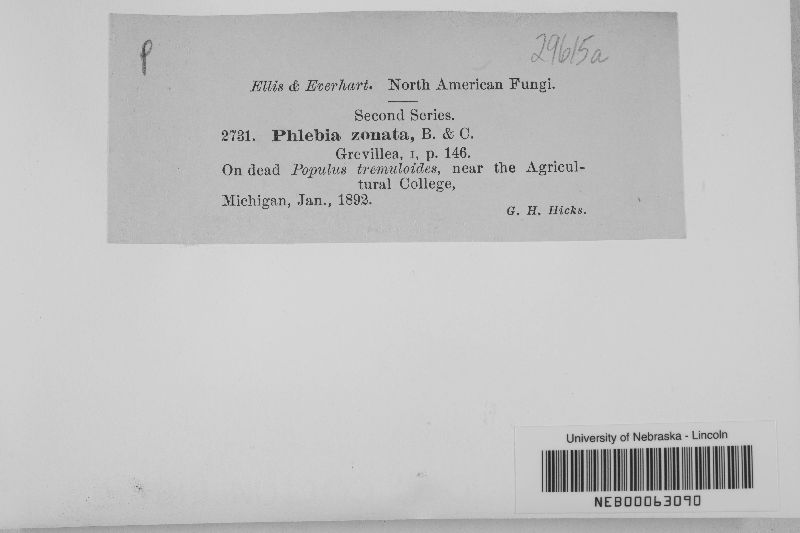 P
29615a
Ellis & Everhart. North American Fungi.
Second Series.
2731. Phlebia zonata, B. & C.
Grevillea, I, p. 146.
On dead Populus tremuloides, near the Agricul-
tural College,
Michigan, Jan., 1892.
G. H. Hicks.
University of Nebraska - Lincoln
NEB00063090